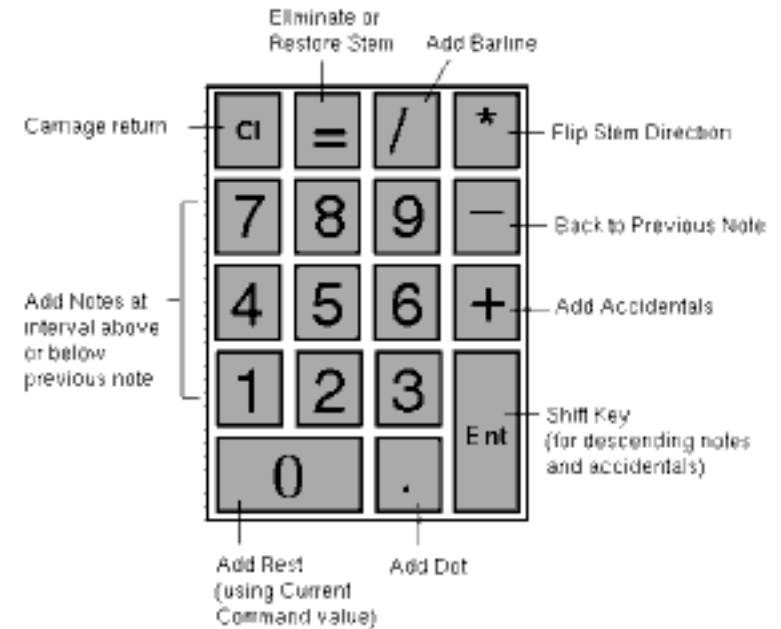 Eliminate or
Restore Stem
Add Barline
Carriage return
Cl
=
/
*
Flip Stem Direction
7
8
9
−
Back to Previous Note
4
5
6
+
Add Accidentals
Add Notes at
interval above
or below
previous note
1
2
3
Ent
Shift Key
(for descending notes
and accidentals)
0
.
Add Rest
(using Current
Command value)
Add Dot